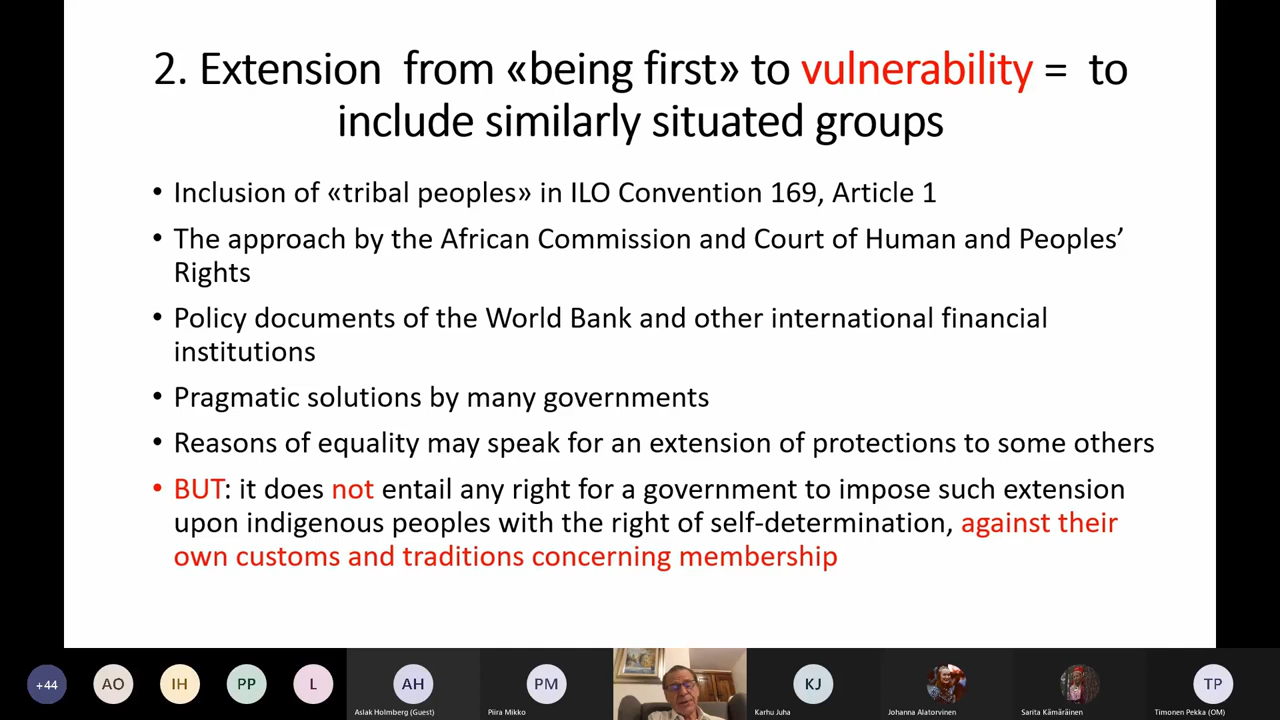 2. Extension from «being first» to vulnerability = to
include similarly situated groups
• Inclusion of «tribal peoples» in ILO Convention 169, Article 1
• The approach by the African Commission and Court of Human and Peoples’
Rights
• Policy documents of the World Bank and other international financial
institutions
• Pragmatic solutions by many governments
• Reasons of equality may speak for an extension of protections to some others
• BUT: it does not entail any right for a government to impose such extension
upon indigenous peoples with the right of self-determination, against their
own customs and traditions concerning membership
+44 AO IH PP L AH PM KJ TP
Aslak Holmberg (Guest) Piira Mikko Karhu Juha Johanna Alatorvinen Sarita Kämäräinen Timonen Pekka (OM)